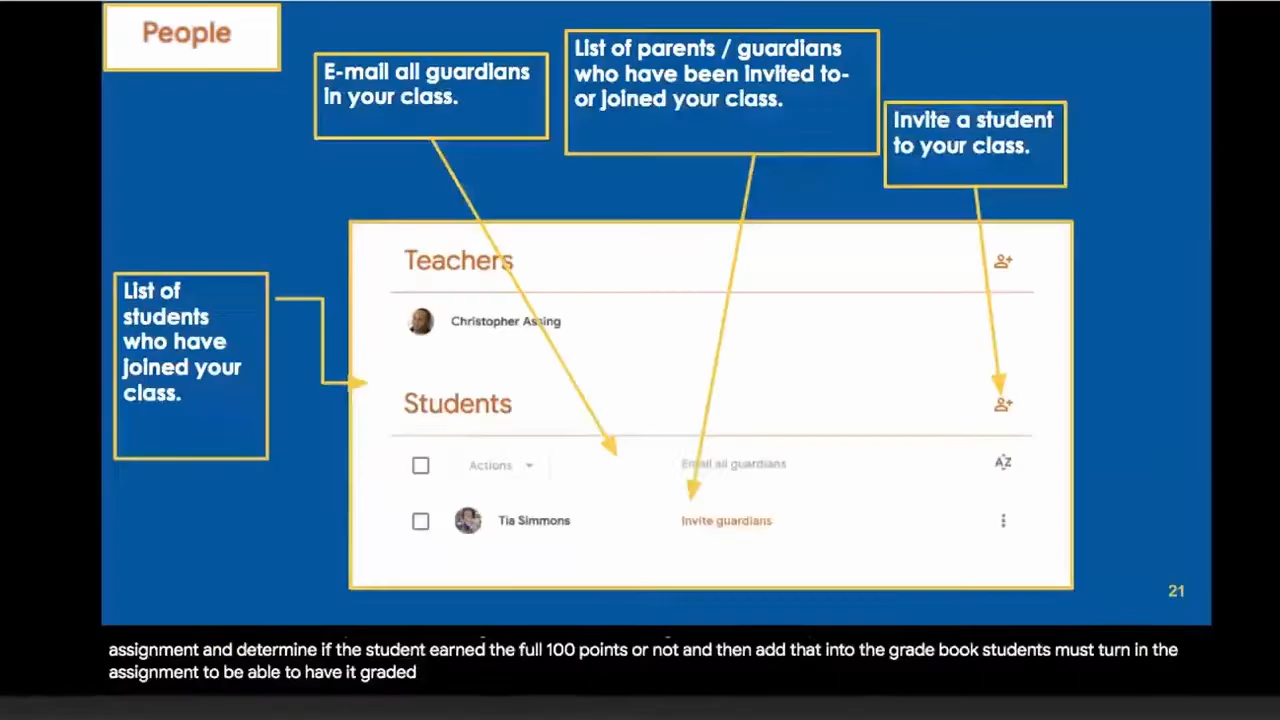 People
E-mail all guardians
in your class.
List of parents / guardians
who have been invited to-
or joined your class.
Invite a student
to your class.
List of
students
who have
joined your
class.
Teachers
Christopher Assing
Students
Actions
Email all guardians
AZ
Tia Simmons
Invite guardians
21
assignment and determine if the student earned the full 100 points or not and then add that into the grade book students must turn in the
assignment to be able to have it graded